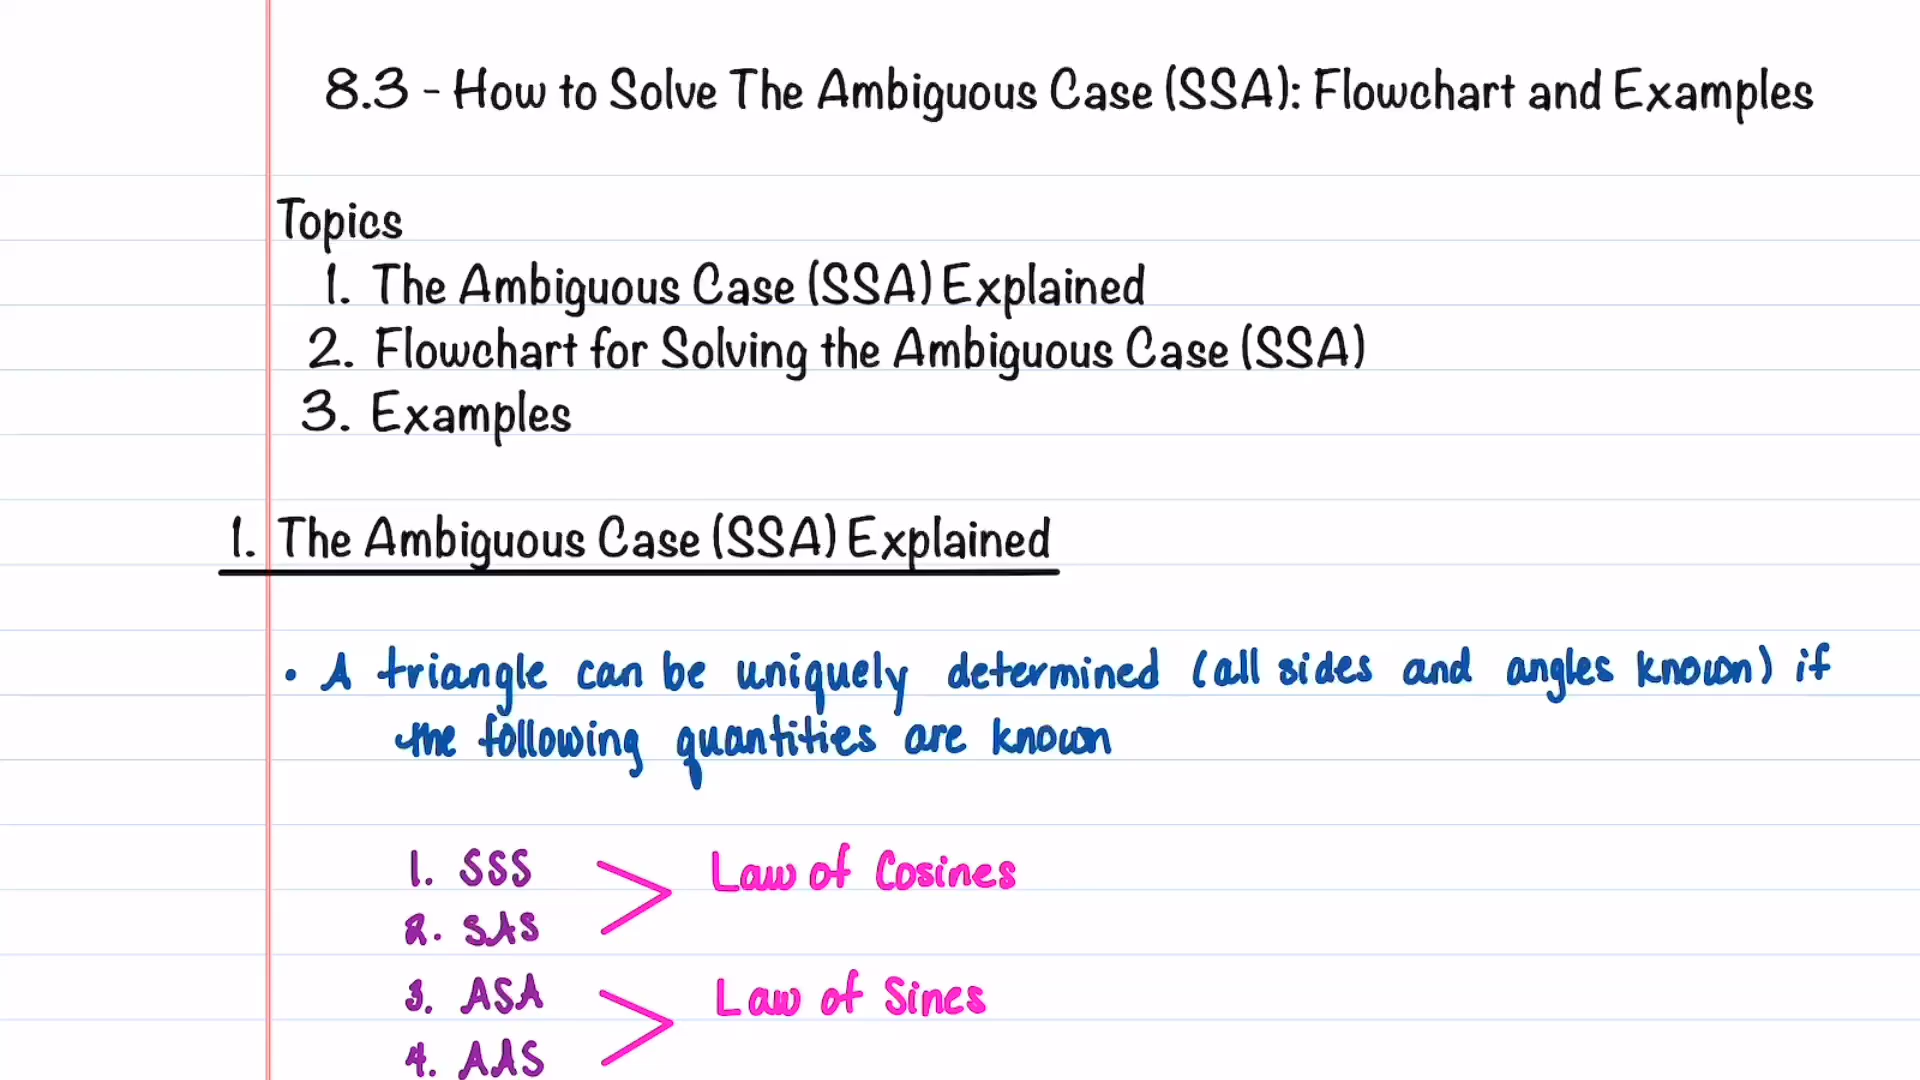 8.3 - How to Solve The Ambiguous Case (SSA): Flowchart and Examples
Topics
1. The Ambiguous Case (SSA) Explained
2. Flowchart for Solving the Ambiguous Case (SSA)
3. Examples
1. The Ambiguous Case (SSA) Explained
• A triangle can be uniquely determined (all sides and angles known) if
the following quantities are known
1. SSS
Law of Cosines
2. SAS
3. ASA
Law of Sines
4. AAS